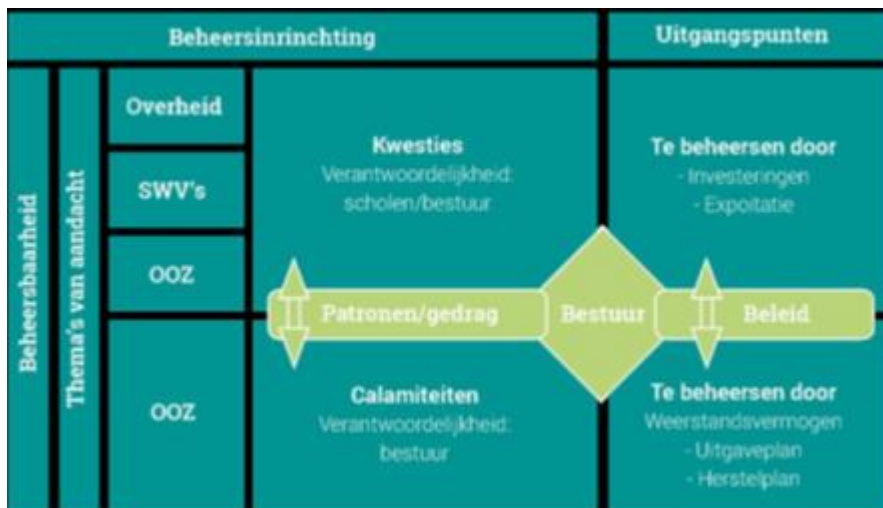 Beheersinrichting
Uitgangspunten
Beheersbaarheid
Thema's van aandacht
Overheid
SWV's
OOZ
OOZ
Kwesties
Verantwoordelijkheid:
scholen/bestuur
Te beheersen door
- Investeringen
- Expoitatie
Patronen/gedrag
Bestuur
Beleid
Calamiteiten
Verantwoordelijkheid:
bestuur
Te beheersen door
Weerstandsvermogen
- Uitgaveplan
- Herstelplan